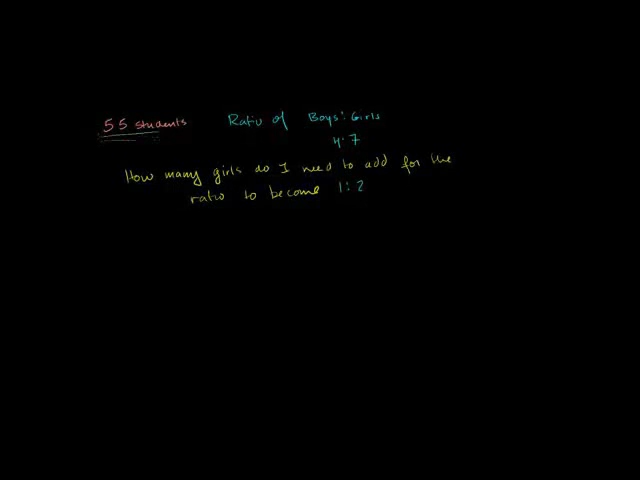 55 students Ratio of Boys:Girls
4:7
How many girls do I need to add for the
ratio to become 1:2